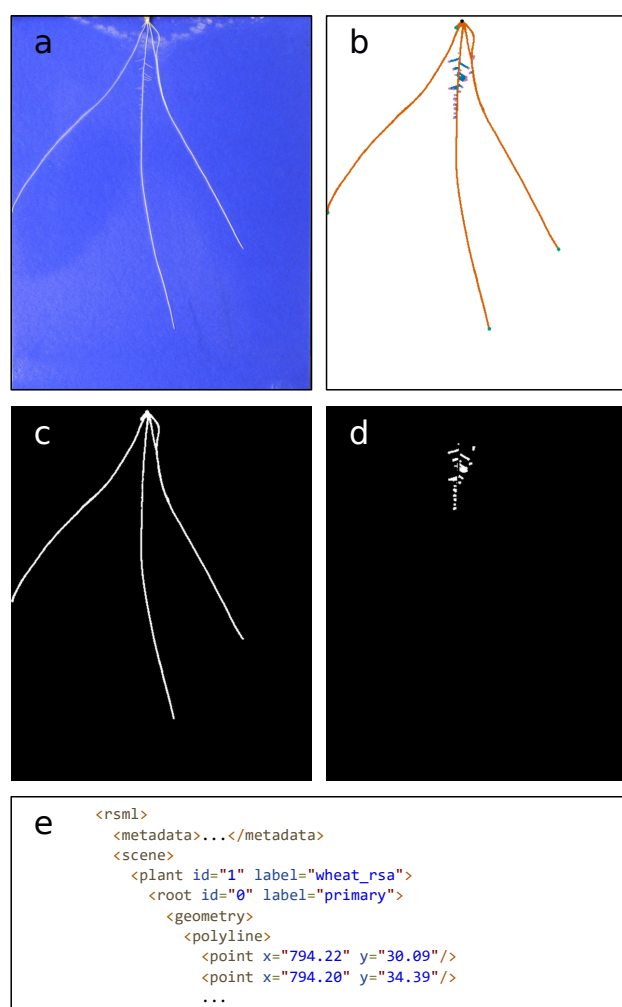 a
b
c
d
e
<rsml>
<metadata>...</metadata>
<scene>
<plant id="1" label="wheat_rsa">
<root id="0" label="primary">
<geometry>
<polyline>
<point x="794.22" y="30.09"/>
<point x="794.20" y="34.39"/>
...